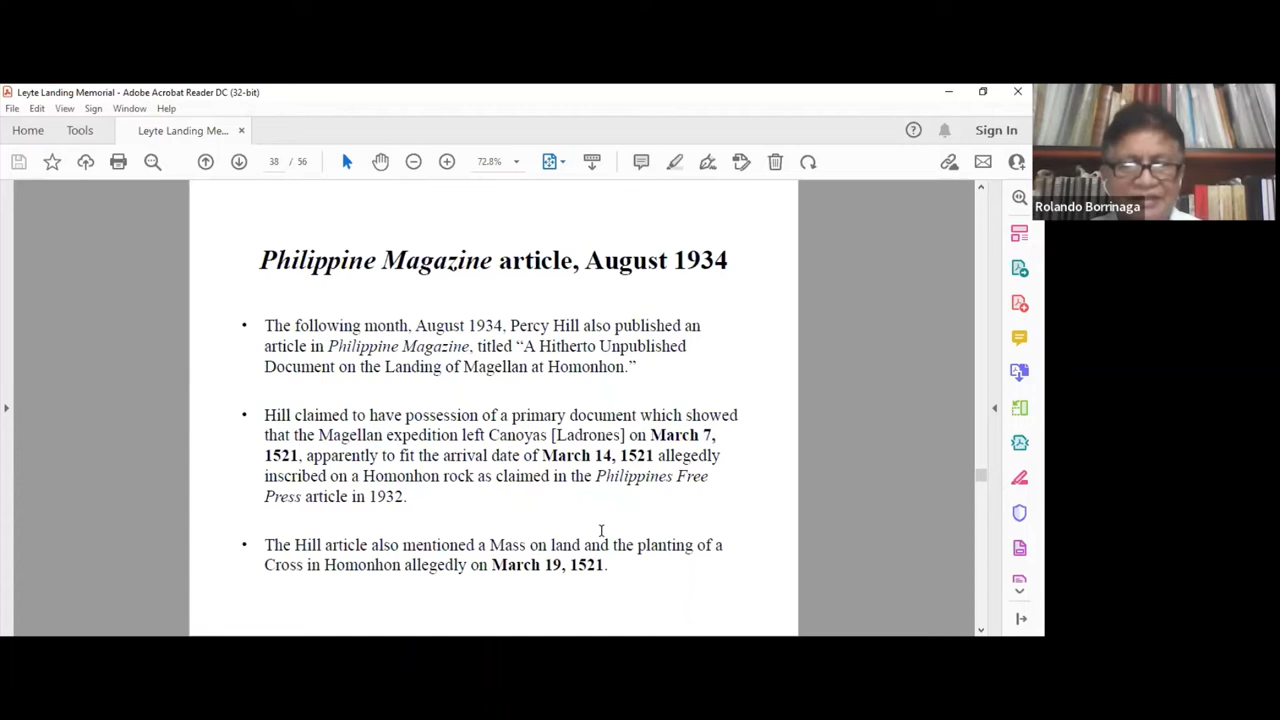 Leyte Landing Memorial - Adobe Acrobat Reader DC (32-bit)
File Edit View Sign Window Help
Home Tools Leyte Landing Me... × Sign In
38 / 56 72.8%
Rolando Borrinaga
Philippine Magazine article, August 1934
• The following month, August 1934, Percy Hill also published an
article in Philippine Magazine, titled “A Hitherto Unpublished
Document on the Landing of Magellan at Homonhon.”
• Hill claimed to have possession of a primary document which showed
that the Magellan expedition left Canoyas [Ladrones] on March 7,
1521, apparently to fit the arrival date of March 14, 1521 allegedly
inscribed on a Homonhon rock as claimed in the Philippines Free
Press article in 1932.
• The Hill article also mentioned a Mass on land and the planting of a
Cross in Homonhon allegedly on March 19, 1521.